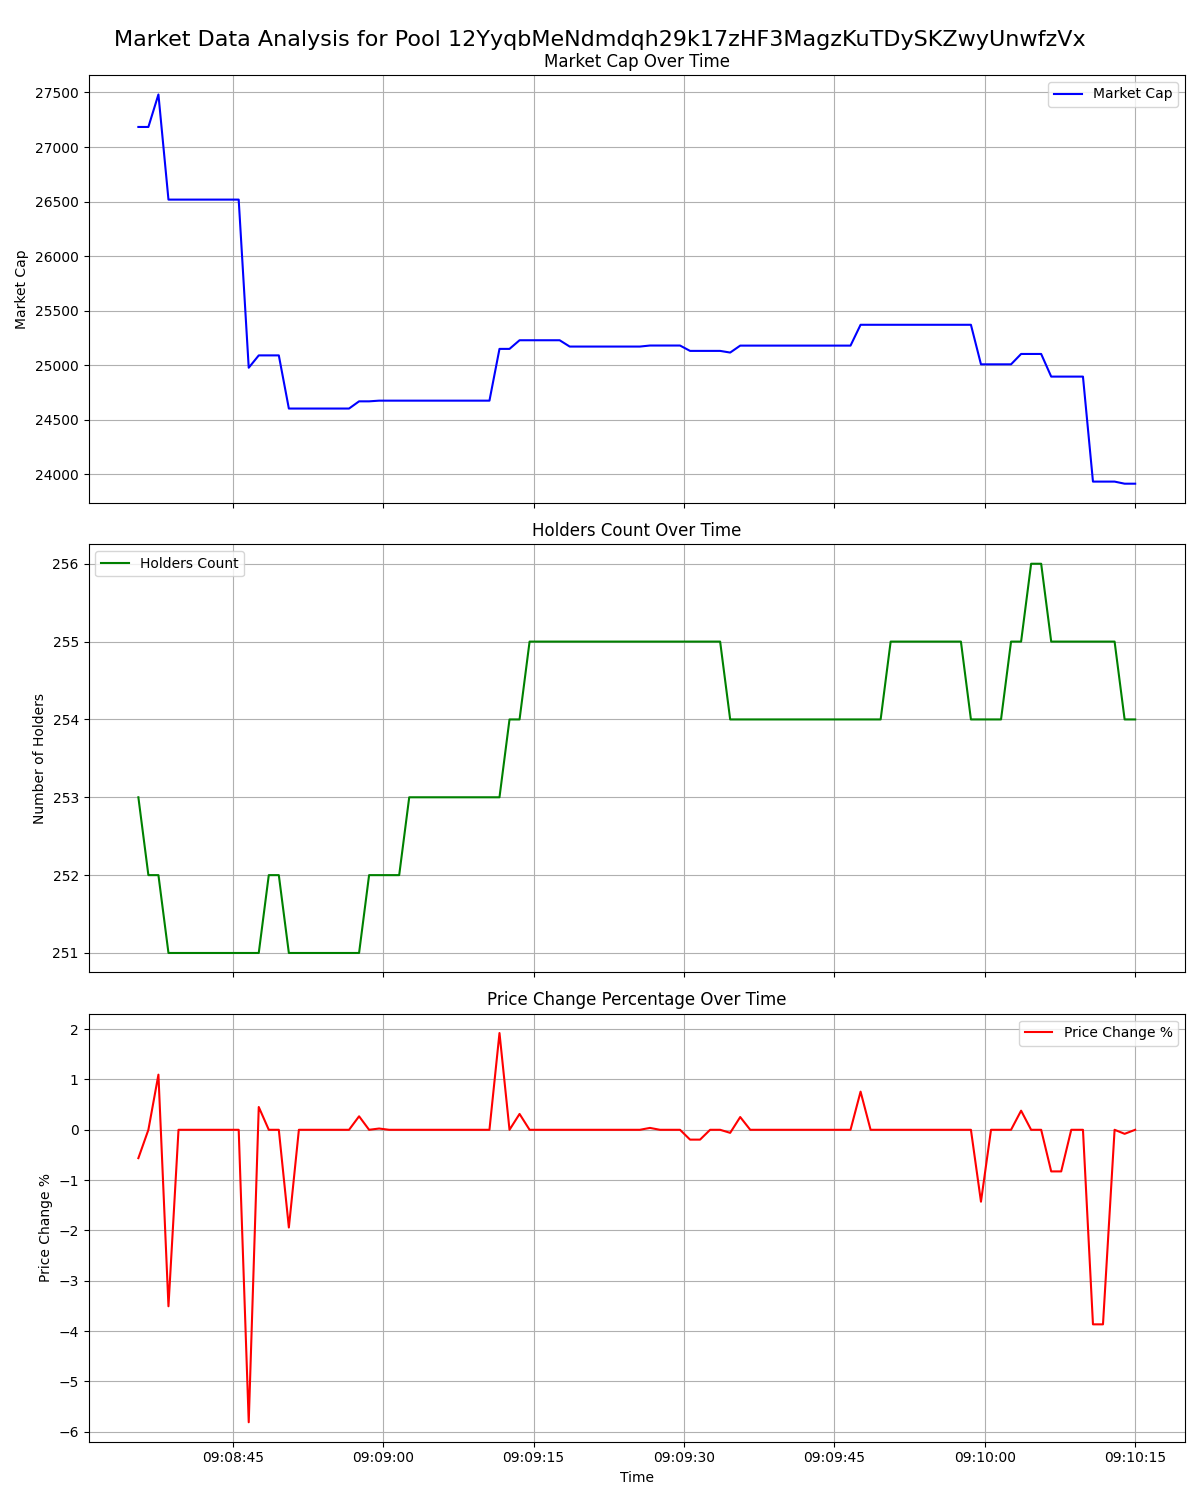 Market Data Analysis for Pool 12YyqbMeNdmdqh29k17zHF3MagzKuTDySKZwyUnwfzVx
Market Cap Over Time
Market Cap
Market Cap
27500
27000
26500
26000
25500
25000
24500
24000
Holders Count Over Time
Holders Count
Number of Holders
256
255
254
253
252
251
Price Change Percentage Over Time
Price Change %
Price Change %
2
1
0
−1
−2
−3
−4
−5
−6
09:08:45 09:09:00 09:09:15 09:09:30 09:09:45 09:10:00 09:10:15
Time